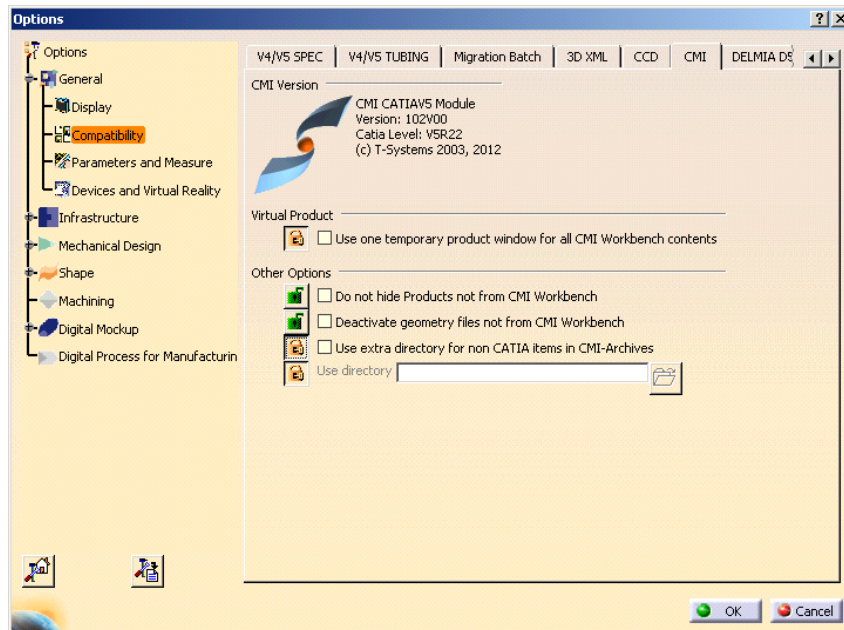 Options
Options
General
Display
Compatibility
Parameters and Measure
Devices and Virtual Reality
Infrastructure
Mechanical Design
Shape
Machining
Digital Mockup
Digital Process for Manufacturin
V4/V5 SPEC
V4/V5 TUBING
Migration Batch
3D XML
CCD
CMI
DELMIA D5
CMI Version
CMI CATIAV5 Module
Version: 102V00
Catia Level: V5R22
(c) T-Systems 2003, 2012
Virtual Product
Use one temporary product window for all CMI Workbench contents
Other Options
Do not hide Products not from CMI Workbench
Deactivate geometry files not from CMI Workbench
Use extra directory for non CATIA items in CMI-Archives
Use directory
OK
Cancel